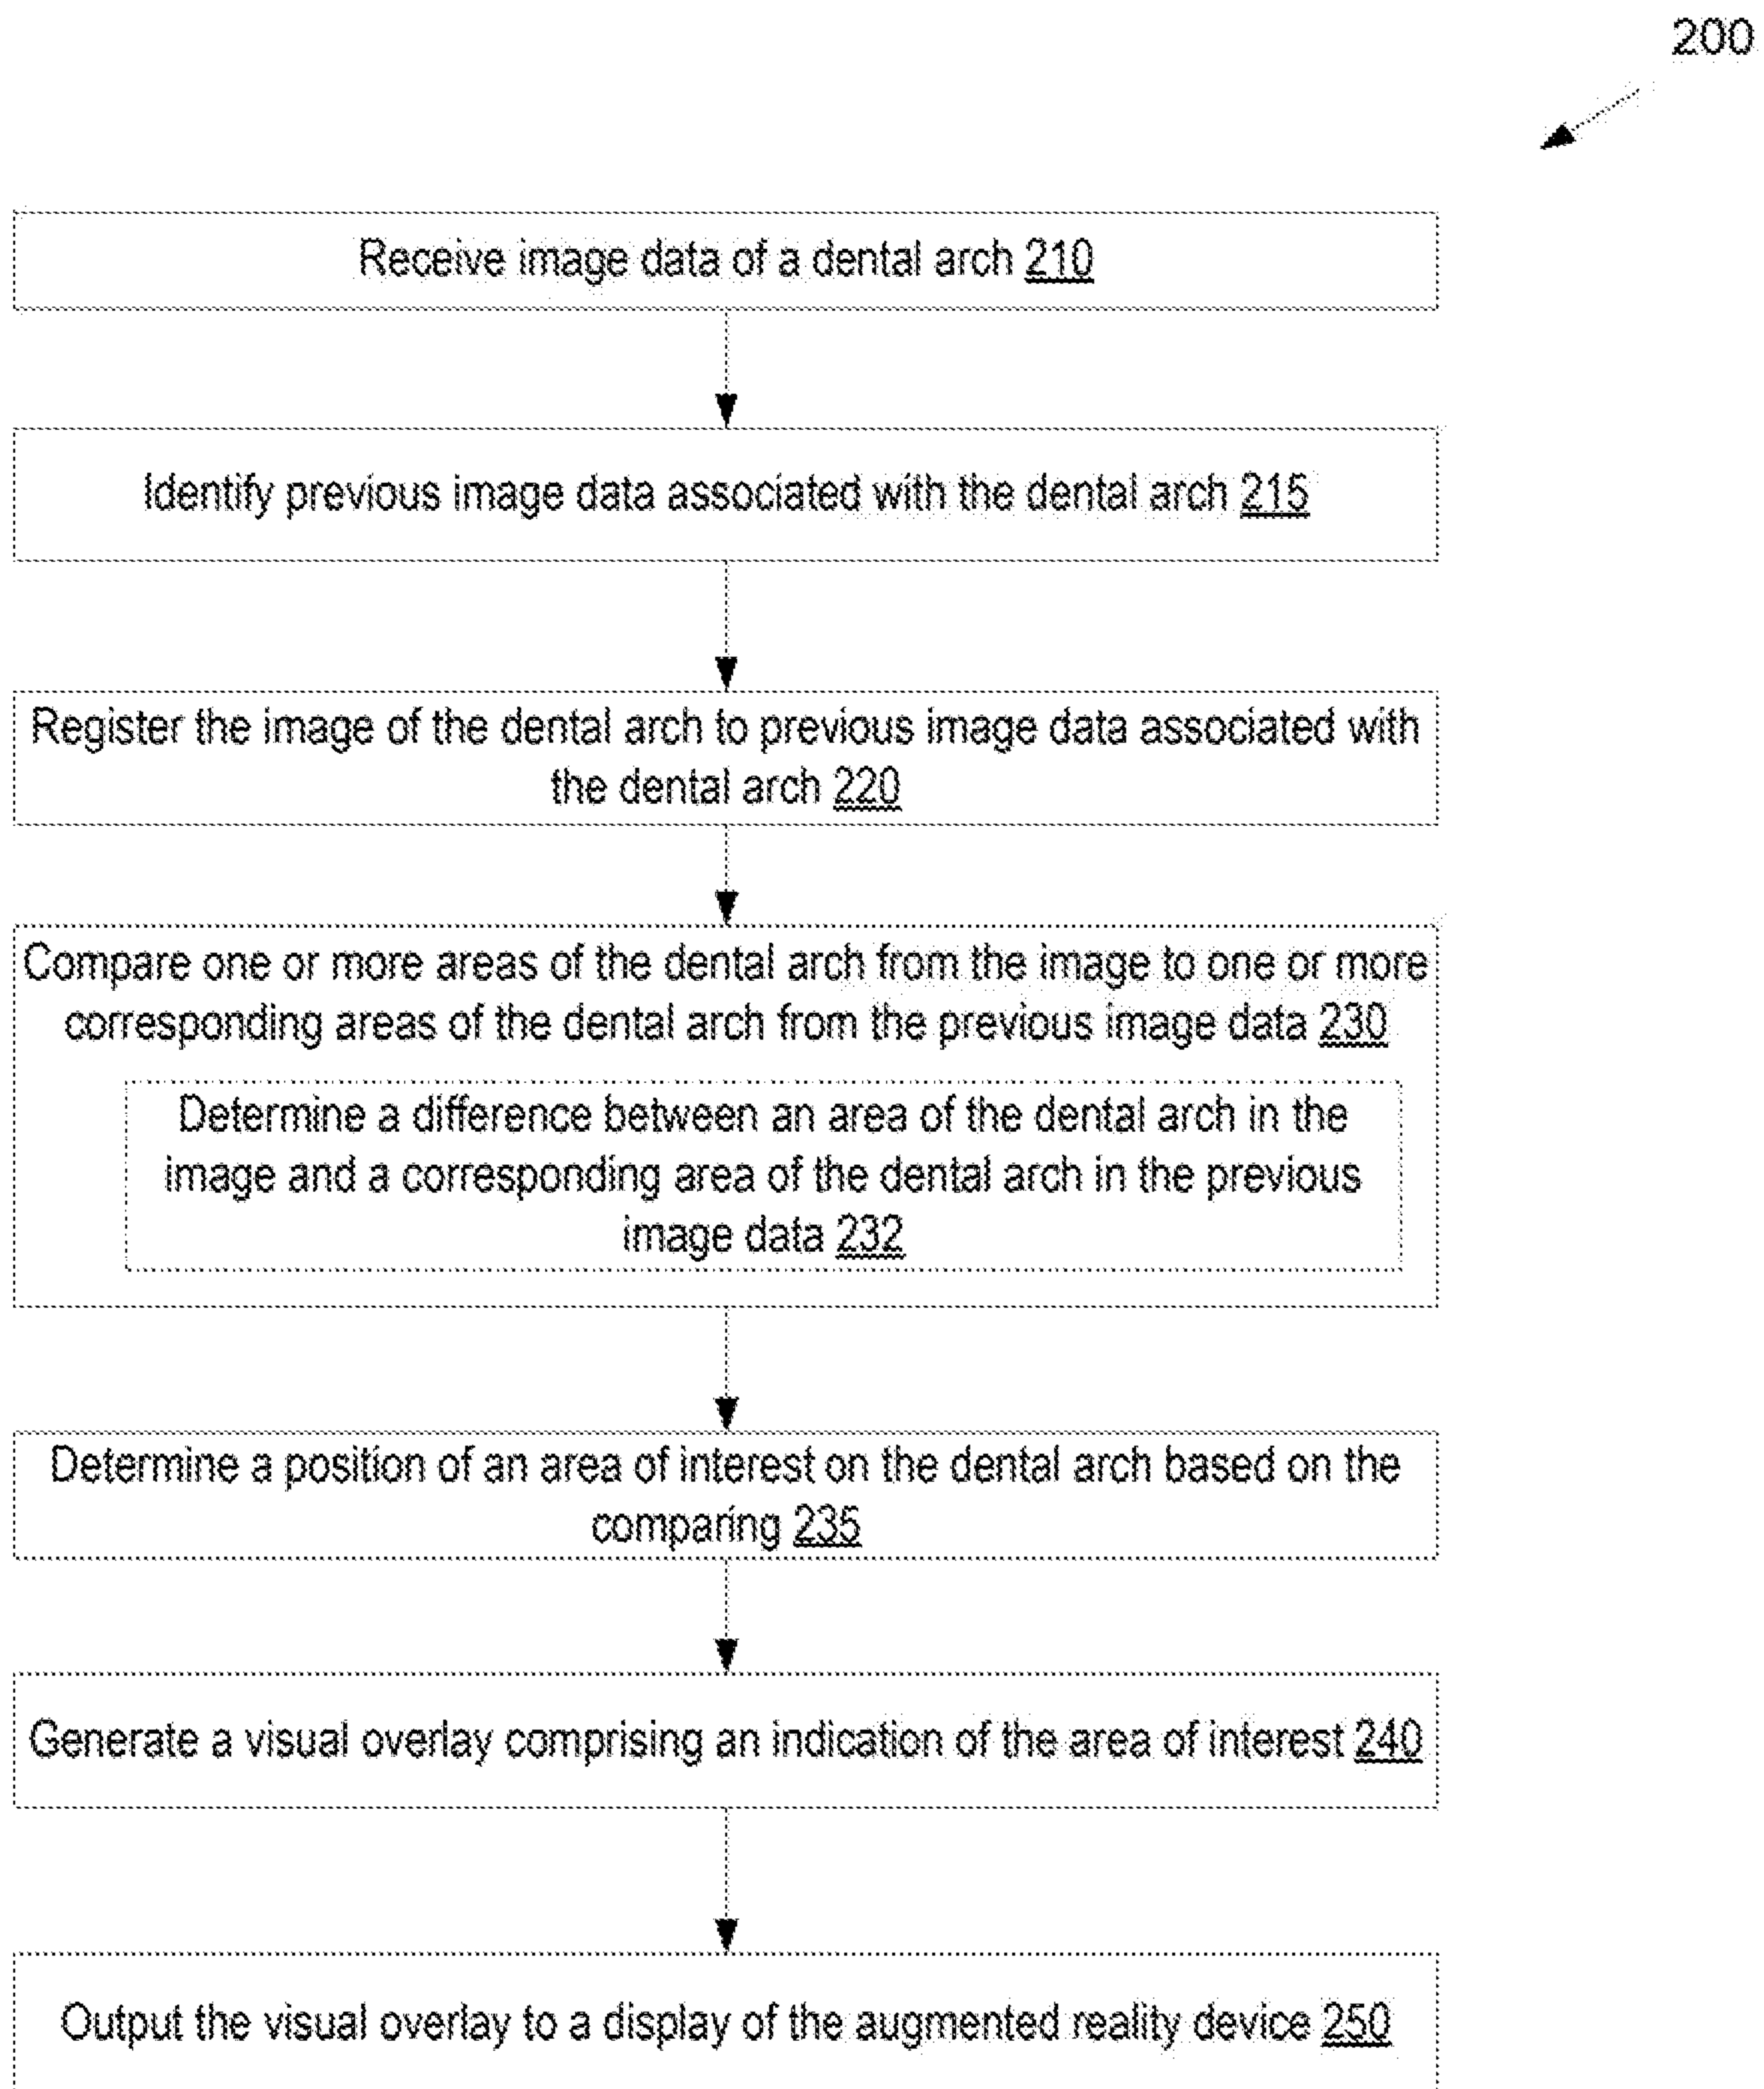 200
Receive image data of a dental arch 210
Identify previous image data associated with the dental arch 215
Register the image of the dental arch to previous image data associated with
the dental arch 220
Compare one or more areas of the dental arch from the image to one or more
corresponding areas of the dental arch from the previous image data 230
Determine a difference between an area of the dental arch in the
image and a corresponding area of the dental arch in the previous
image data 232
Determine a position of an area of interest on the dental arch based on the
comparing 235
Generate a visual overlay comprising an indication of the area of interest 240
Output the visual overlay to a display of the augmented reality device 250